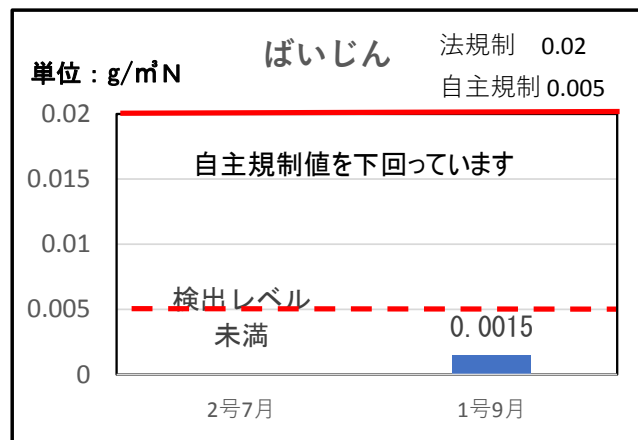 ばいじん
法規制 0.02
単位：g/㎥N
自主規制 0.005
0.02
自主規制値を下回っています
0.015
0.01
0.005
検出レベル
未満
0.0015
0
2号7月
1号9月